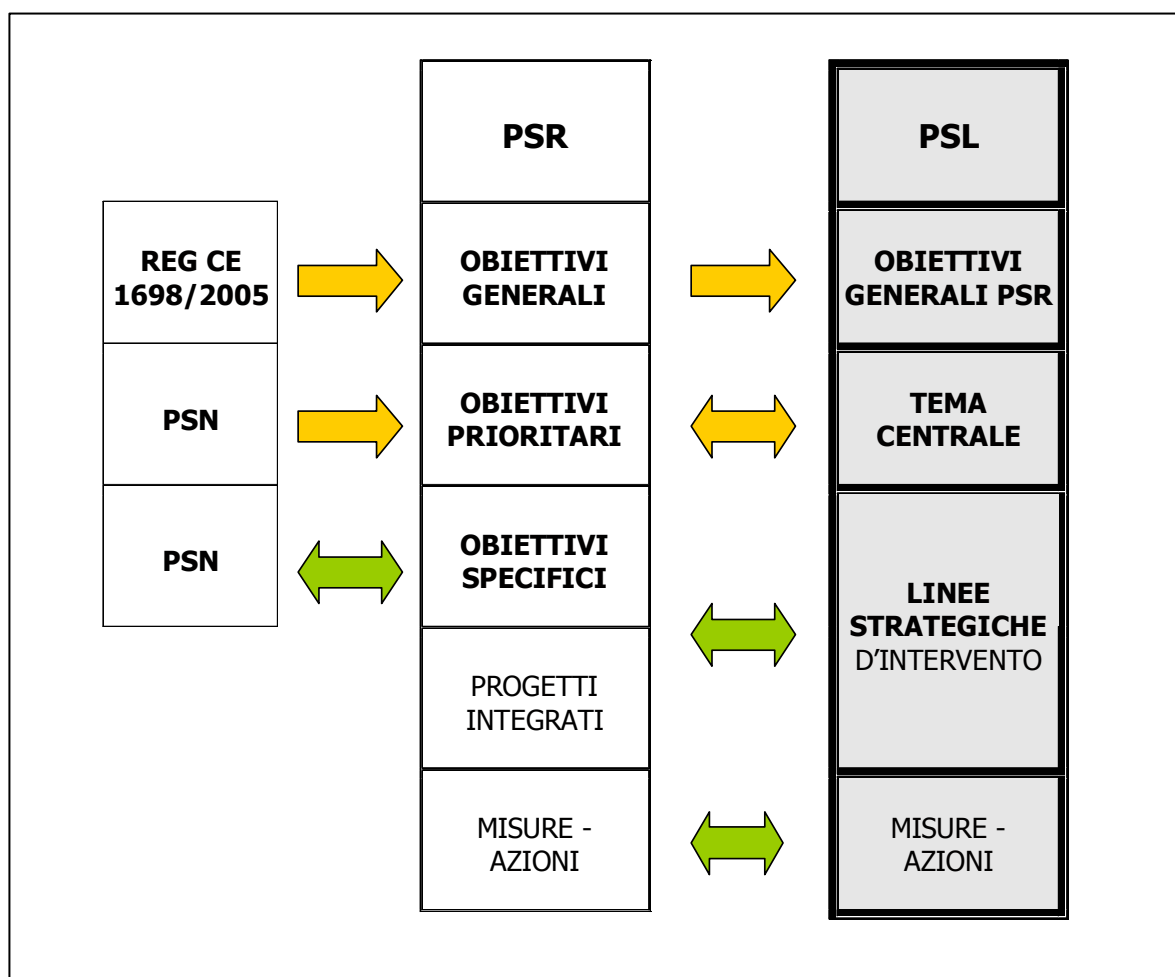 PSR
PSL
REG CE
1698/2005
OBIETTIVI
GENERALI
OBIETTIVI
GENERALI PSR
PSN
OBIETTIVI
PRIORITARI
TEMA
CENTRALE
PSN
OBIETTIVI
SPECIFICI
LINEE
STRATEGICHE
D'INTERVENTO
PROGETTI
INTEGRATI
MISURE -
AZIONI
MISURE -
AZIONI